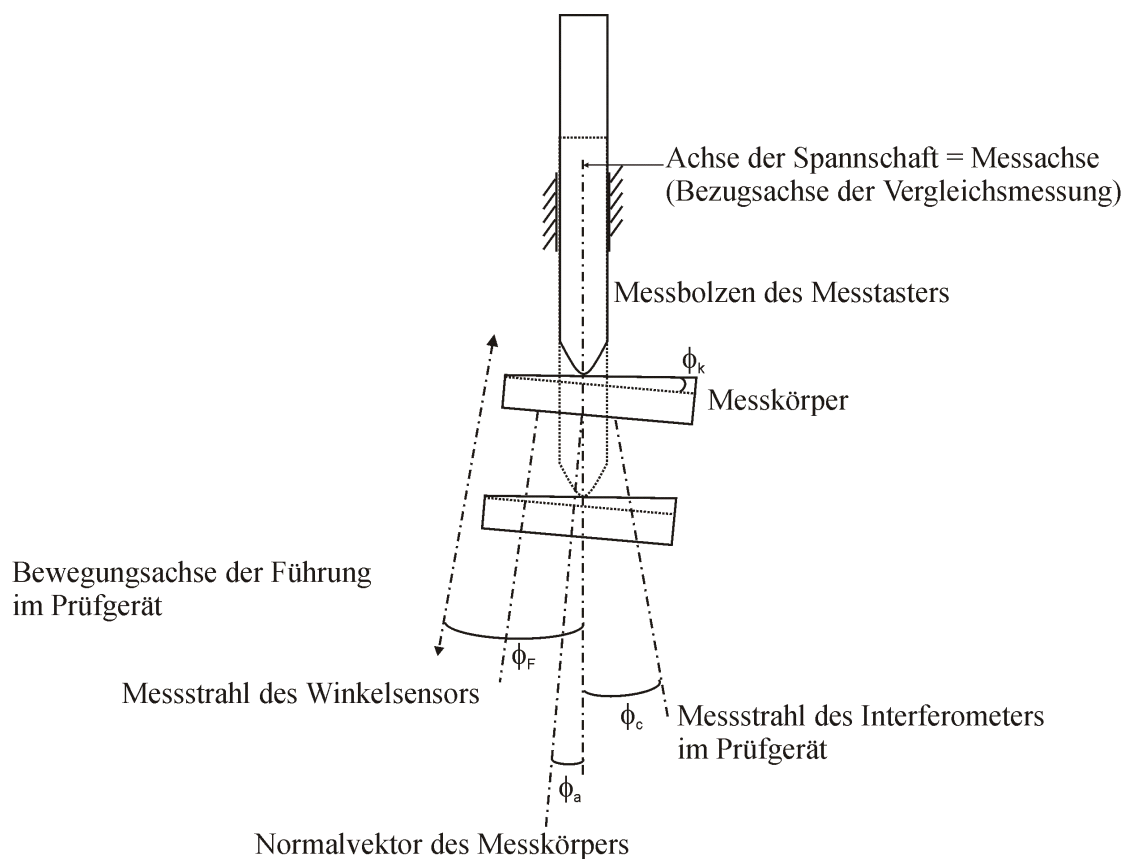 Achse der Spannschaft = Messachse
(Bezugsachse der Vergleichsmessung)
Messbolzen des Messtasters
ϕk
Messkörper
Bewegungsachse der Führung
im Prüfgerät
ϕF
Messstrahl des Winkelsensors
ϕc
Messstrahl des Interferometers
im Prüfgerät
ϕa
Normalvektor des Messkörpers